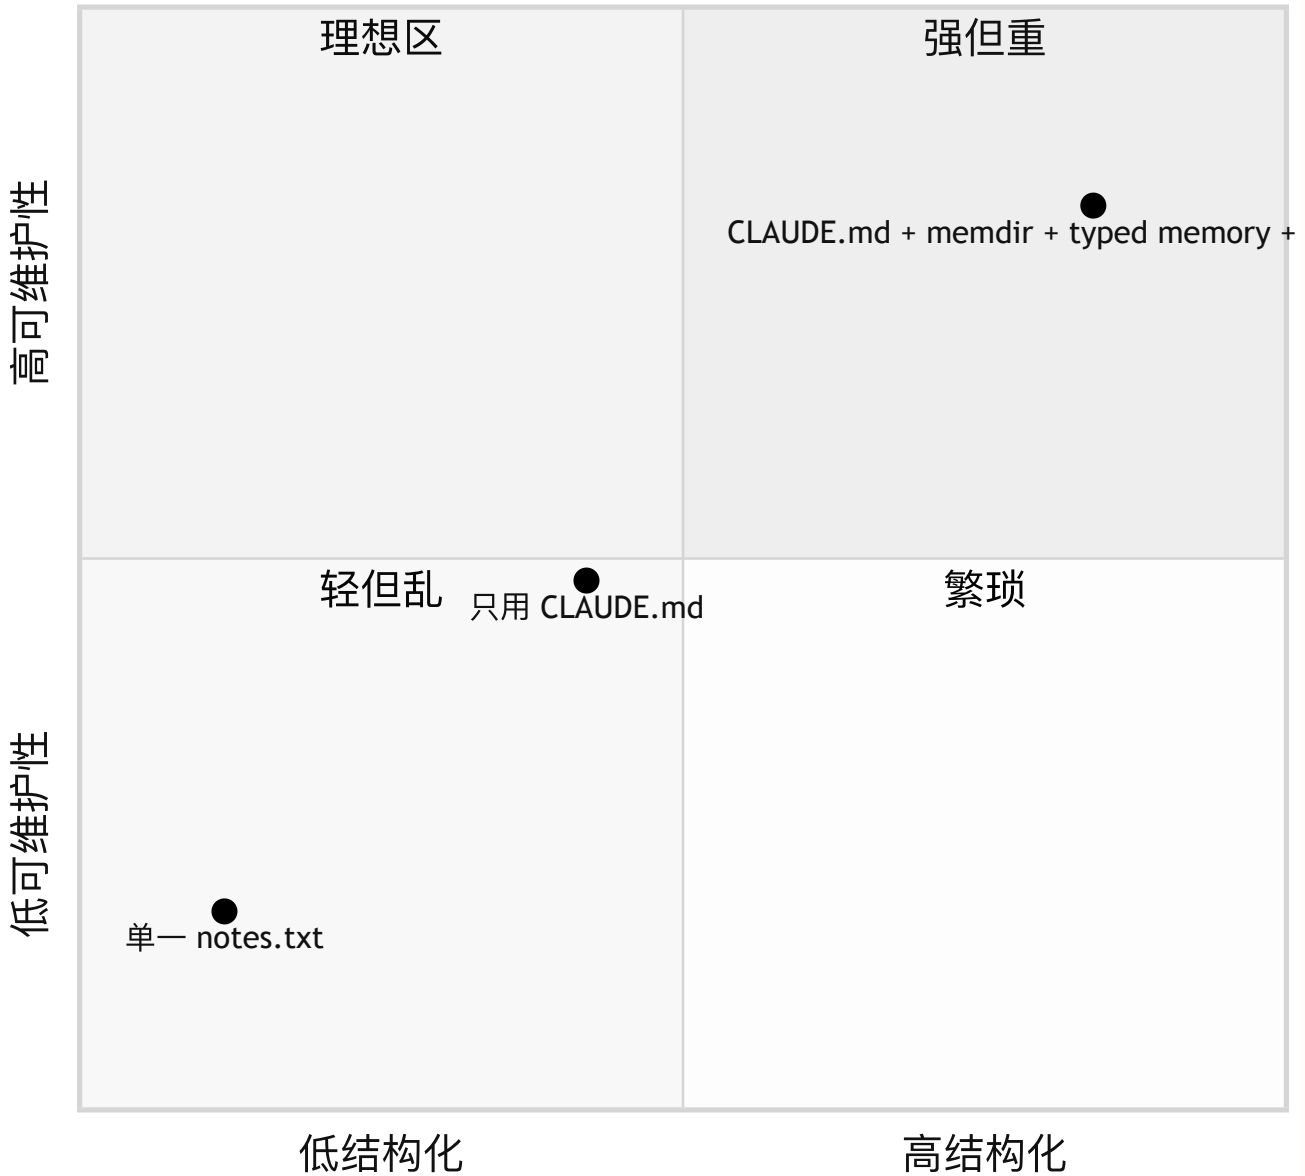 理想区
强但重
高可维护性
CLAUDE.md + memdir + typed memory +
轻但乱
繁琐
只用 CLAUDE.md
低可维护性
单一 notes.txt
低结构化
高结构化